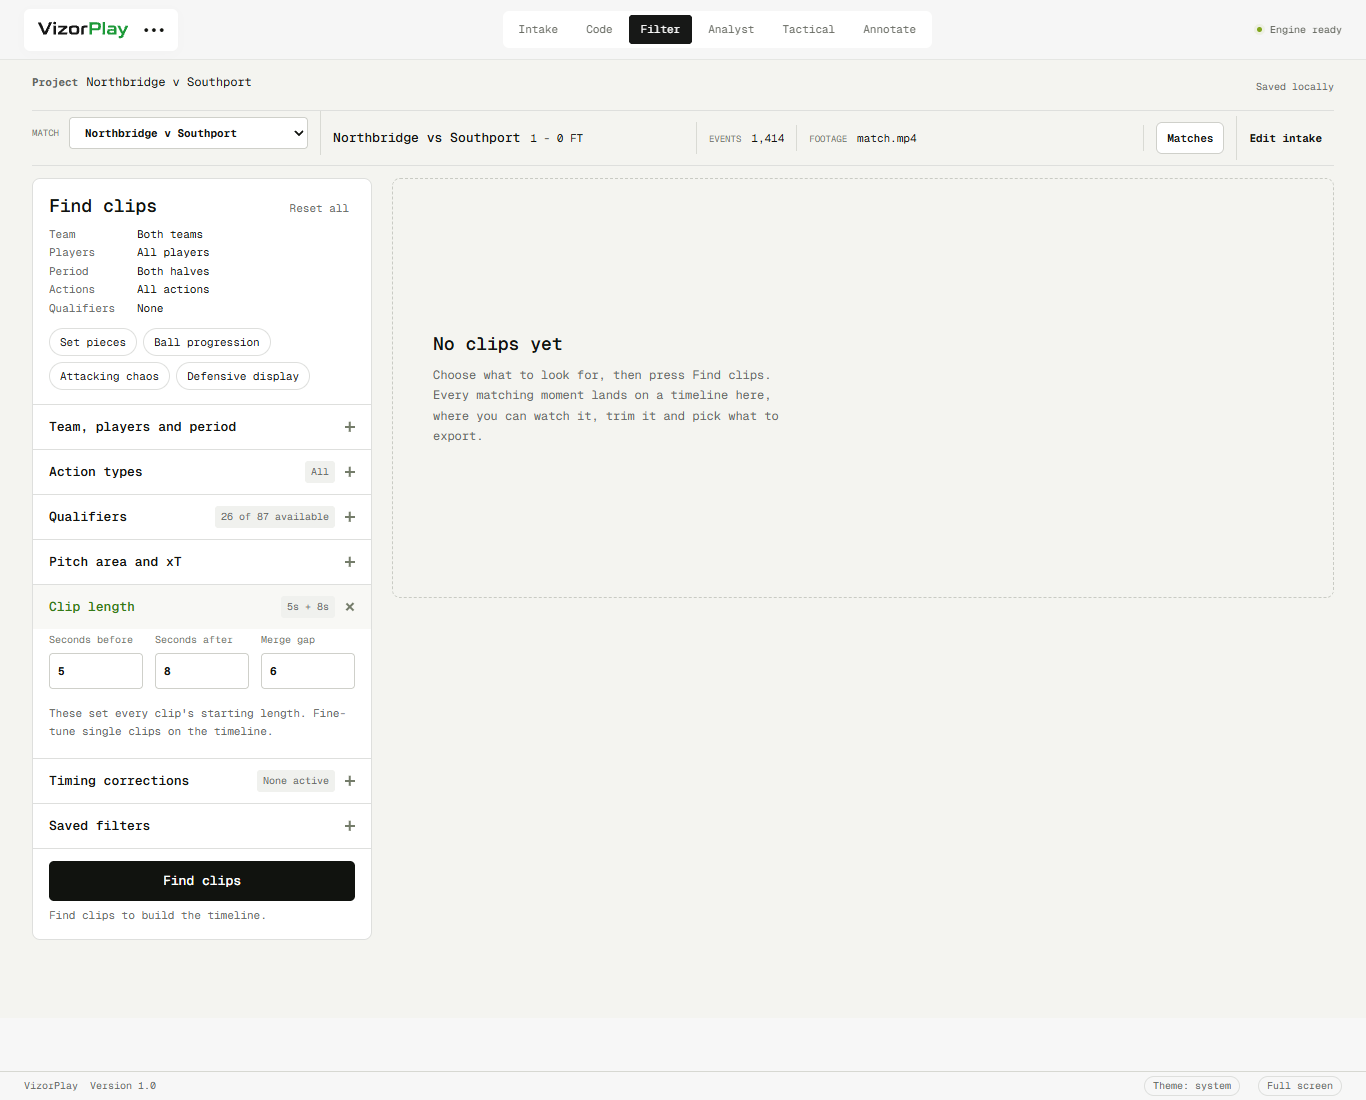 VizorPlay
Intake Code Filter Analyst Tactical Annotate
Engine ready
Project Northbridge v Southport
Saved locally
MATCH Northbridge v Southport
Northbridge vs Southport 1 - 0 FT
EVENTS 1,414
FOOTAGE match.mp4
Matches
Edit intake
Find clips
Reset all
Team Both teams
Players All players
Period Both halves
Actions All actions
Qualifiers None
Set pieces Ball progression
Attacking chaos Defensive display
Team, players and period
Action types All
Qualifiers 26 of 87 available
Pitch area and xT
Clip length 5s + 8s
Seconds before Seconds after Merge gap
5 8 6
These set every clip's starting length. Fine-
tune single clips on the timeline.
Timing corrections None active
Saved filters
Find clips
Find clips to build the timeline.
No clips yet
Choose what to look for, then press Find clips.
Every matching moment lands on a timeline here,
where you can watch it, trim it and pick what to
export.
VizorPlay Version 1.0
Theme: system
Full screen